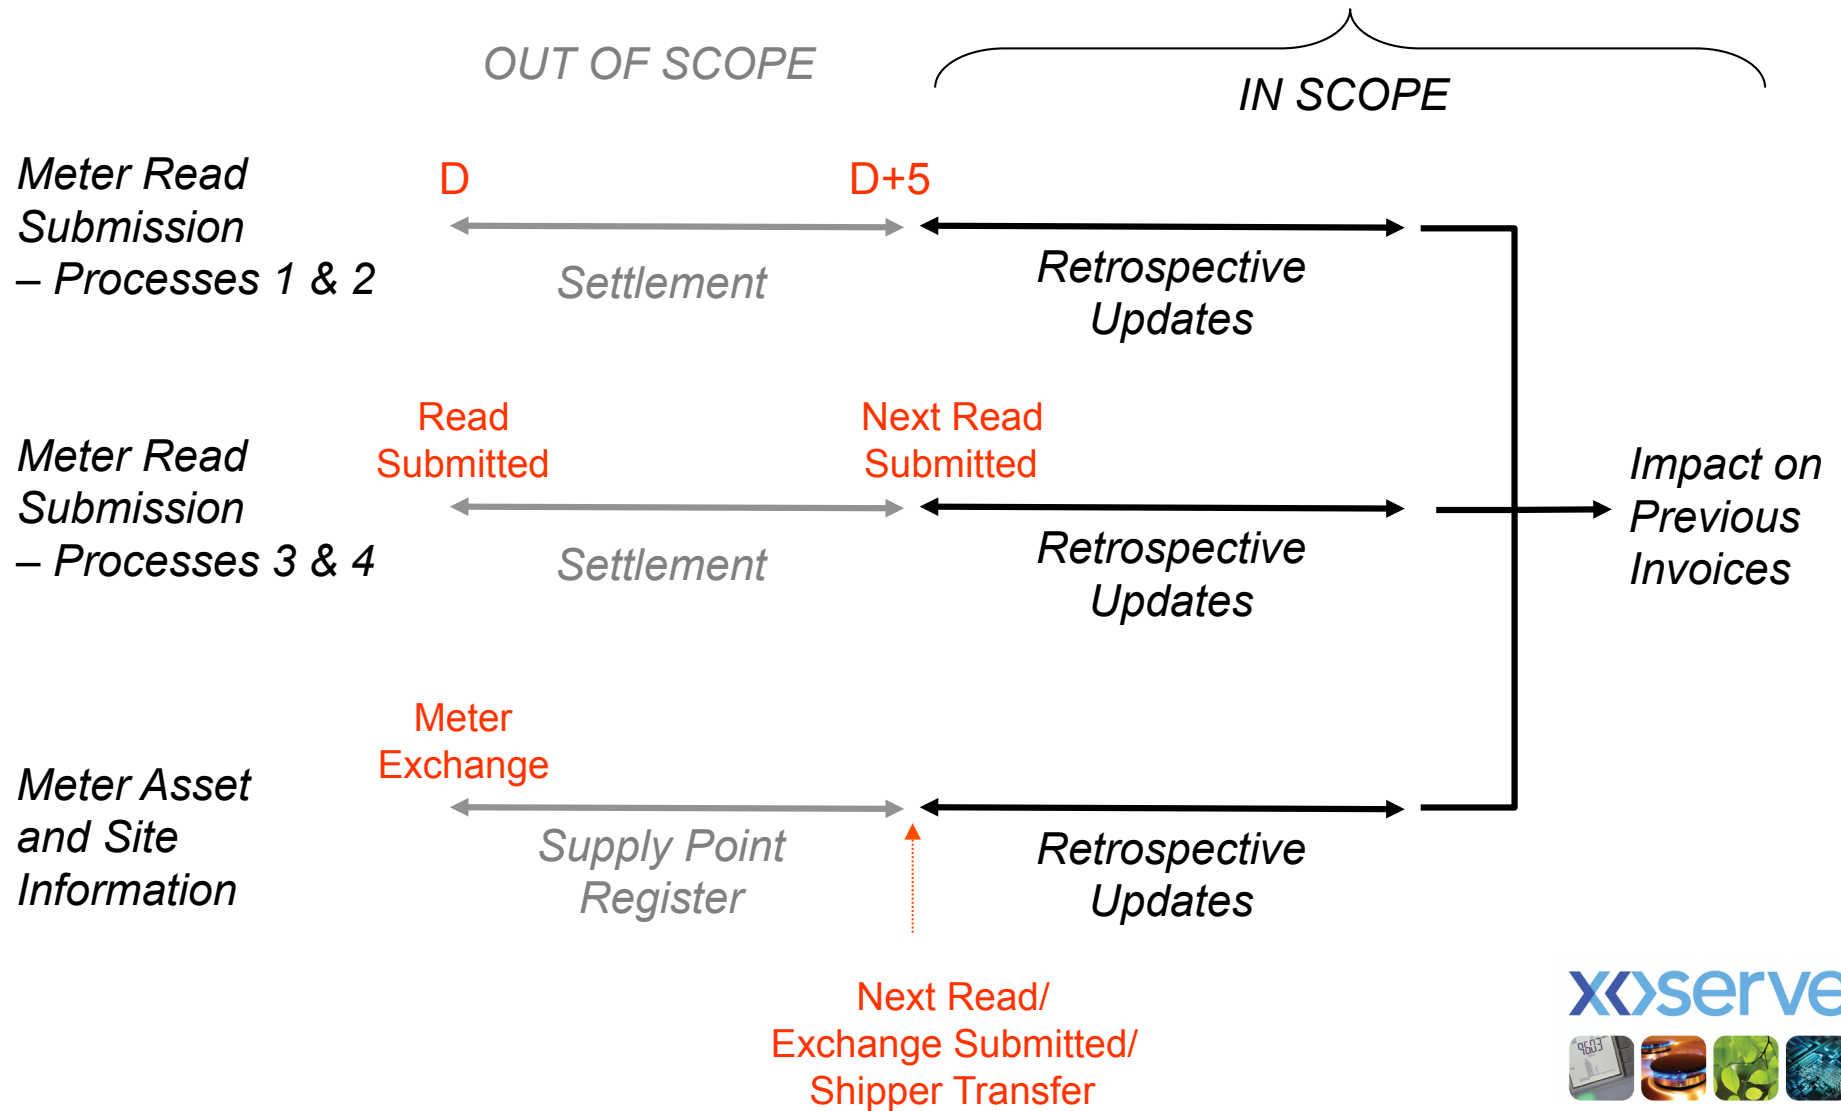 OUT OF SCOPE
IN SCOPE
Meter Read
Submission
– Processes 1 & 2
D
D+5
Settlement
Retrospective
Updates
Meter Read
Submission
– Processes 3 & 4
Read
Submitted
Next Read
Submitted
Settlement
Retrospective
Updates
Impact on
Previous
Invoices
Meter Asset
and Site
Information
Meter
Exchange
Supply Point
Register
Retrospective
Updates
Next Read/
Exchange Submitted/
Shipper Transfer
xoserve
9603